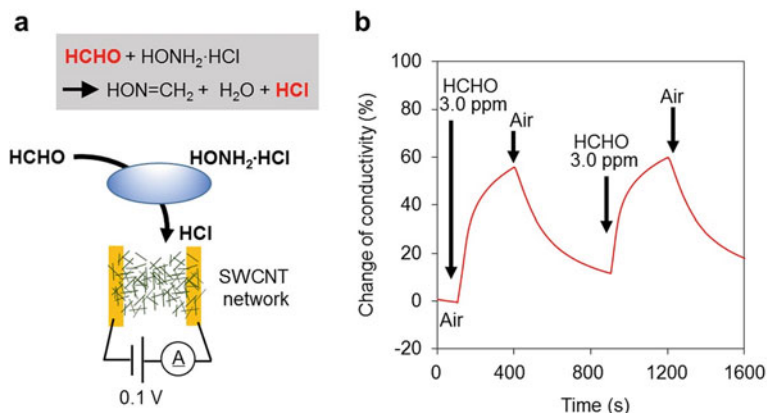 a
HCHO + HONH₂·HCl
→ HON=CH₂ + H₂O + HCl
HCHO
HONH₂·HCl
HCl
SWCNT
network
A
0.1 V
b
Change of conductivity (%)
100
80
60
40
20
0
-20
HCHO
3.0 ppm
Air
Air
HCHO
3.0 ppm
Air
0
400
800
1200
1600
Time (s)